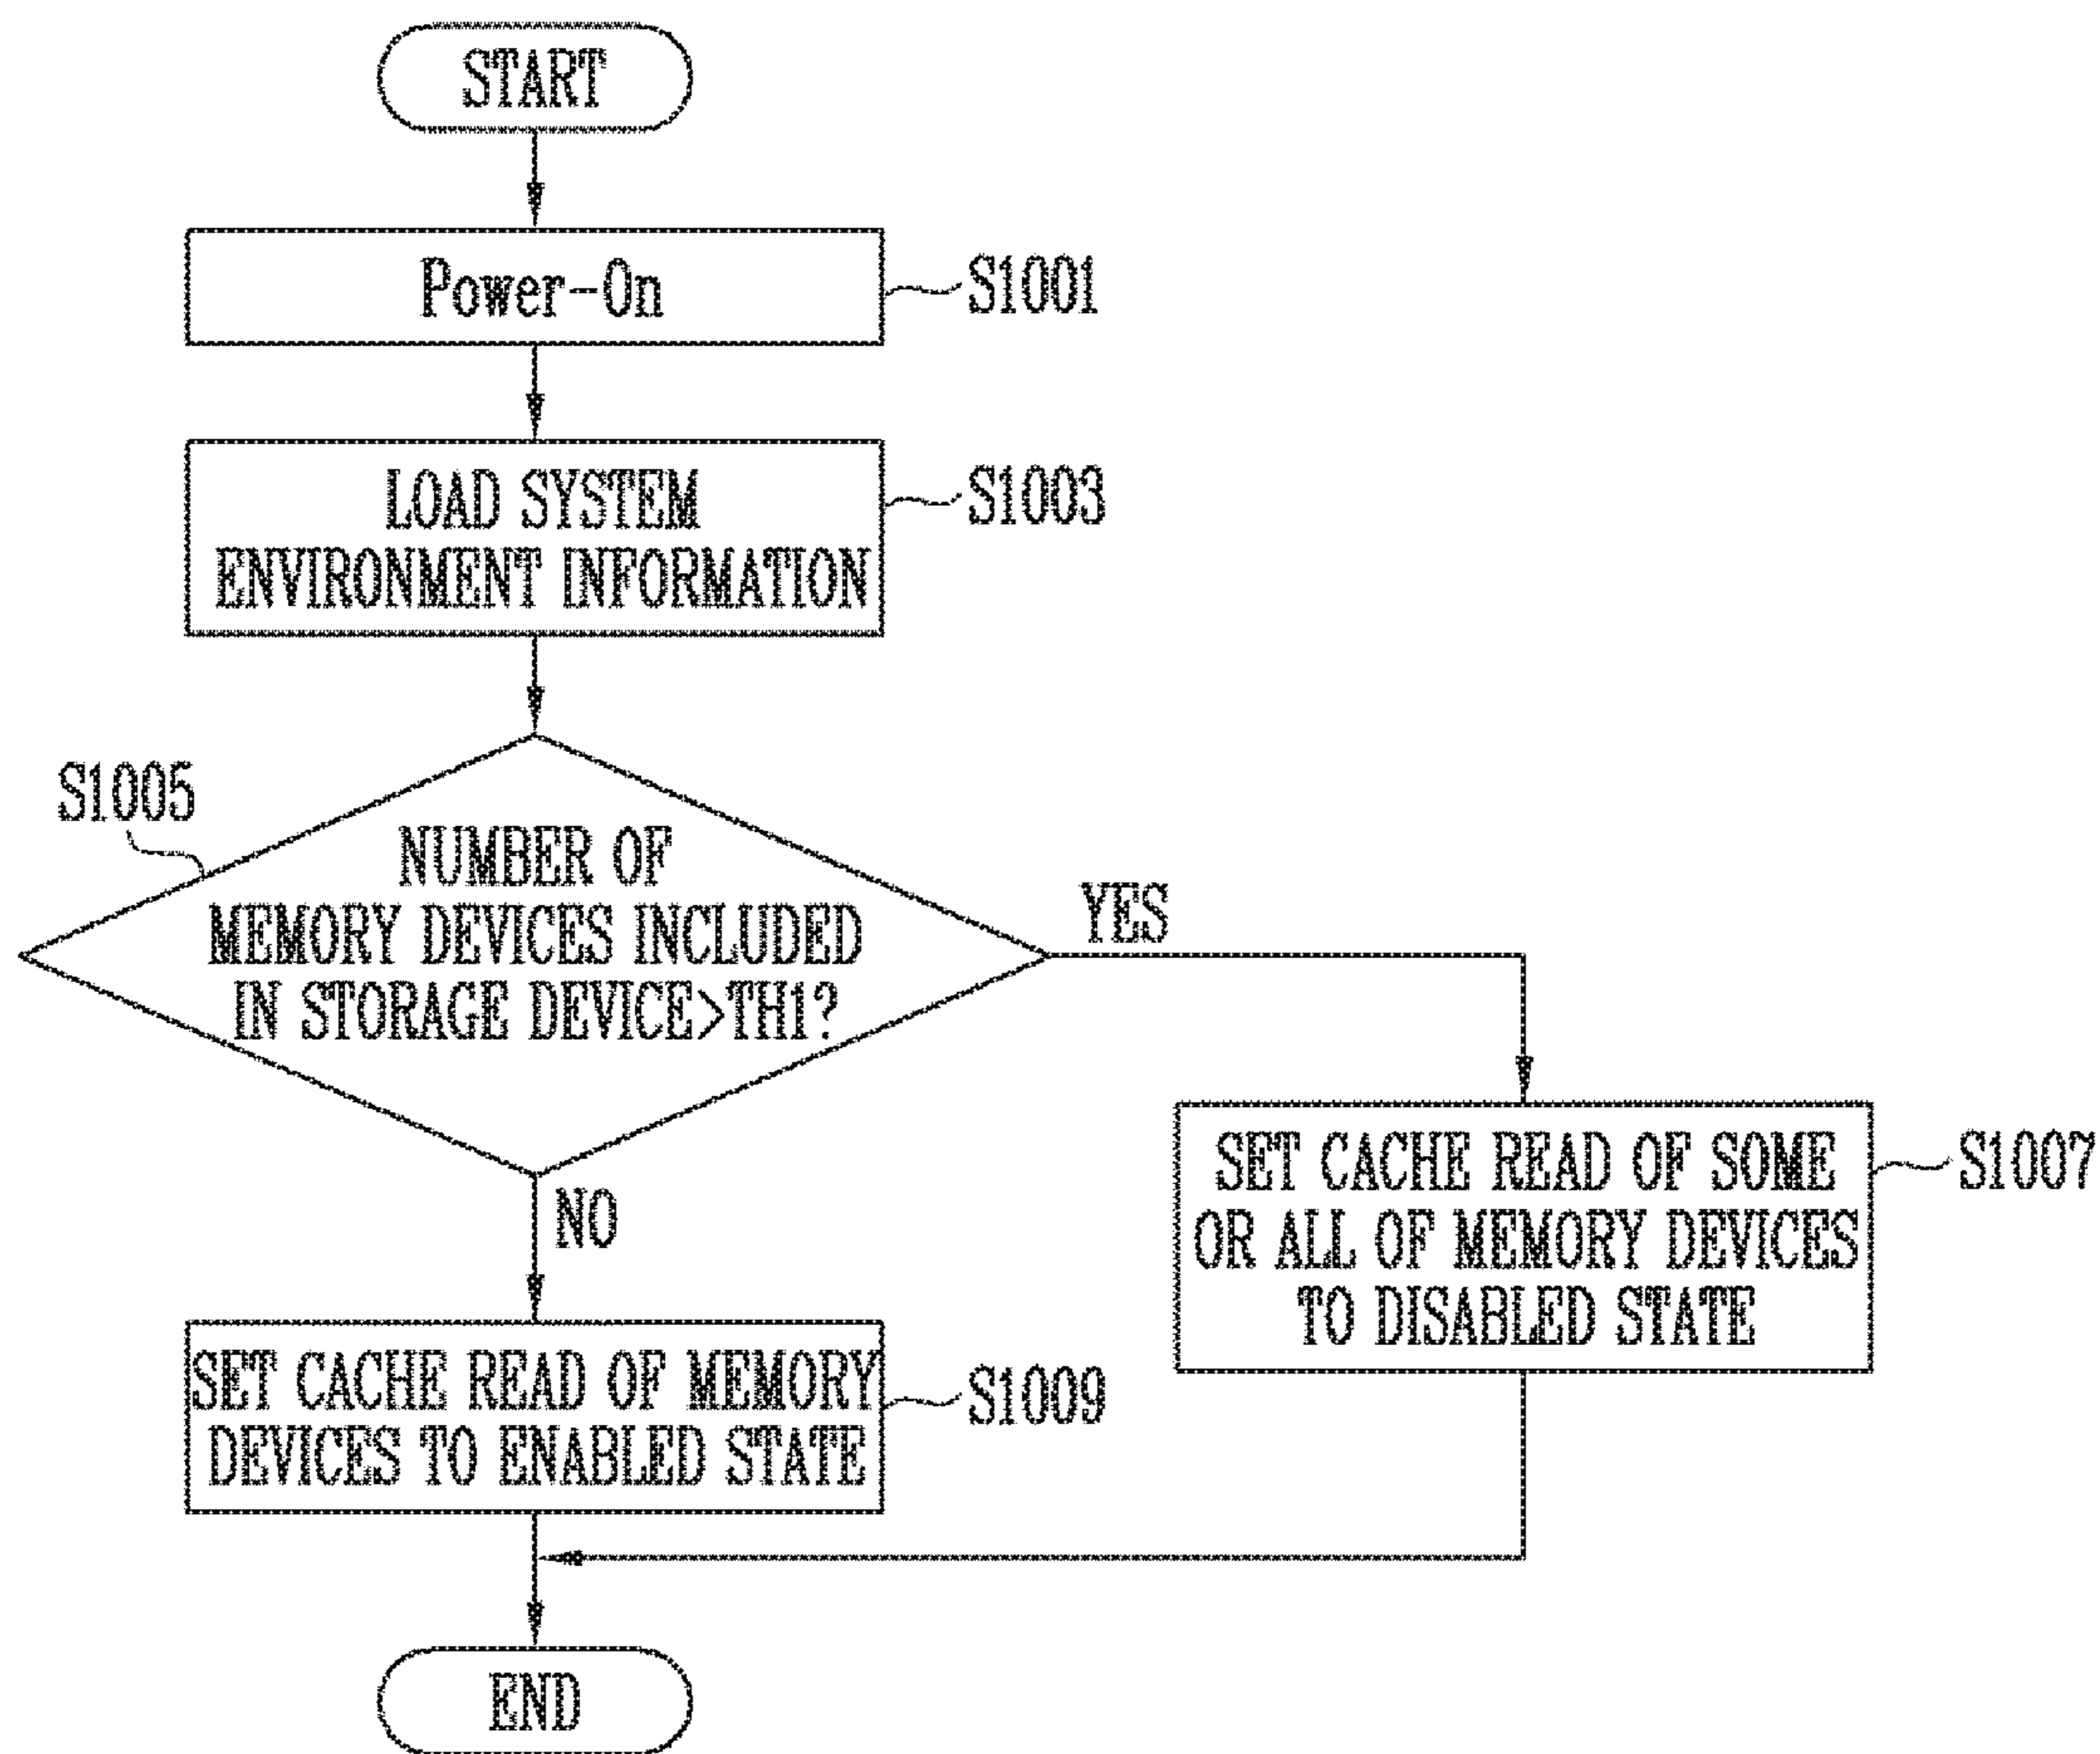 START
Power-On
S1001
LOAD SYSTEM
ENVIRONMENT INFORMATION
S1003
S1005
NUMBER OF
MEMORY DEVICES INCLUDED
IN STORAGE DEVICE>TH1?
YES
NO
SET CACHE READ OF SOME
OR ALL OF MEMORY DEVICES
TO DISABLED STATE
S1007
SET CACHE READ OF MEMORY
DEVICES TO ENABLED STATE
S1009
END